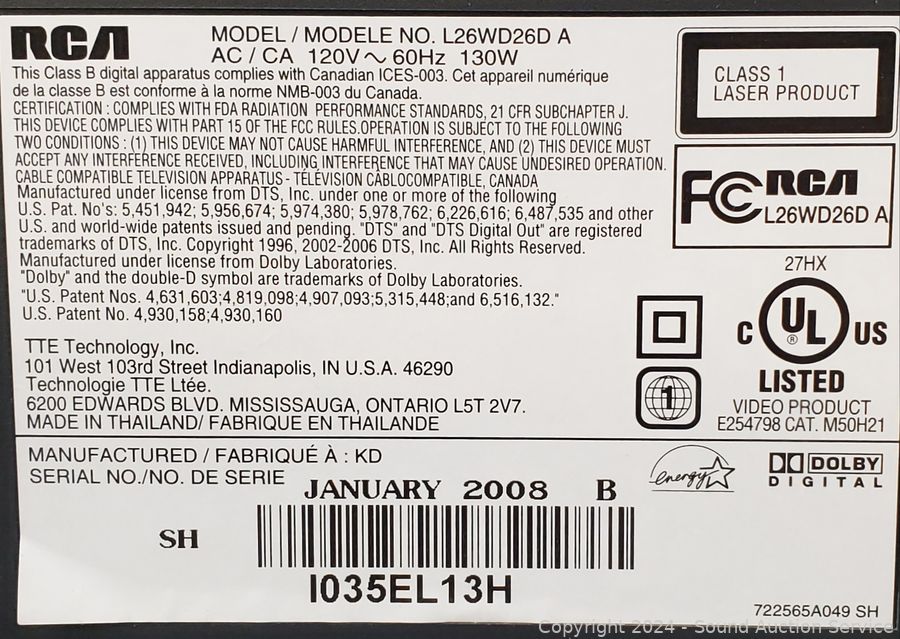 RCA
MODEL / MODELE NO. L26WD26D A
AC / CA 120V ~ 60Hz 130W
This Class B digital apparatus complies with Canadian ICES-003. Cet appareil numérique
de la classe B est conforme à la norme NMB-003 du Canada.
CERTIFICATION : COMPLIES WITH FDA RADIATION PERFORMANCE STANDARDS, 21 CFR SUBCHAPTER J.
THIS DEVICE COMPLIES WITH PART 15 OF THE FCC RULES.OPERATION IS SUBJECT TO THE FOLLOWING
TWO CONDITIONS : (1) THIS DEVICE MAY NOT CAUSE HARMFUL INTERFERENCE, AND (2) THIS DEVICE MUST
ACCEPT ANY INTERFERENCE RECEIVED, INCLUDING INTERFERENCE THAT MAY CAUSE UNDESIRED OPERATION.
CABLE COMPATIBLE TELEVISION APPARATUS - TÉLÉVISION CABLOCOMPATIBLE, CANADA
Manufactured under license from DTS, Inc. under one or more of the following
U.S. Pat. No's: 5,451,942; 5,956,674; 5,974,380; 5,978,762; 6,226,616; 6,487,535 and other
U.S. and world-wide patents issued and pending. "DTS" and "DTS Digital Out" are registered
trademarks of DTS, Inc. Copyright 1996, 2002-2006 DTS, Inc. All Rights Reserved.
Manufactured under license from Dolby Laboratories.
"Dolby" and the double-D symbol are trademarks of Dolby Laboratories.
"U.S. Patent Nos. 4,631,603;4,819,098;4,907,093;5,315,448;and 6,516,132."
U.S. Patent No. 4,930,158;4,930,160
TTE Technology, Inc.
101 West 103rd Street Indianapolis, IN U.S.A. 46290
Technologie TTE Ltée.
6200 EDWARDS BLVD. MISSISSAUGA, ONTARIO L5T 2V7.
MADE IN THAILAND/ FABRIQUÉ EN THAILANDE
CLASS 1
LASER PRODUCT
FC RCA
L26WD26D A
27HX
C UL ® US
LISTED
VIDEO PRODUCT
E254798 CAT. M50H21
1
MANUFACTURED / FABRIQUÉ À : KD
SERIAL NO./NO. DE SERIE
JANUARY 2008 B
SH
I035EL13H
energy
DOLBY
DIGITAL
722565A049 SH
Copyright 2024 - Sound Auction Service